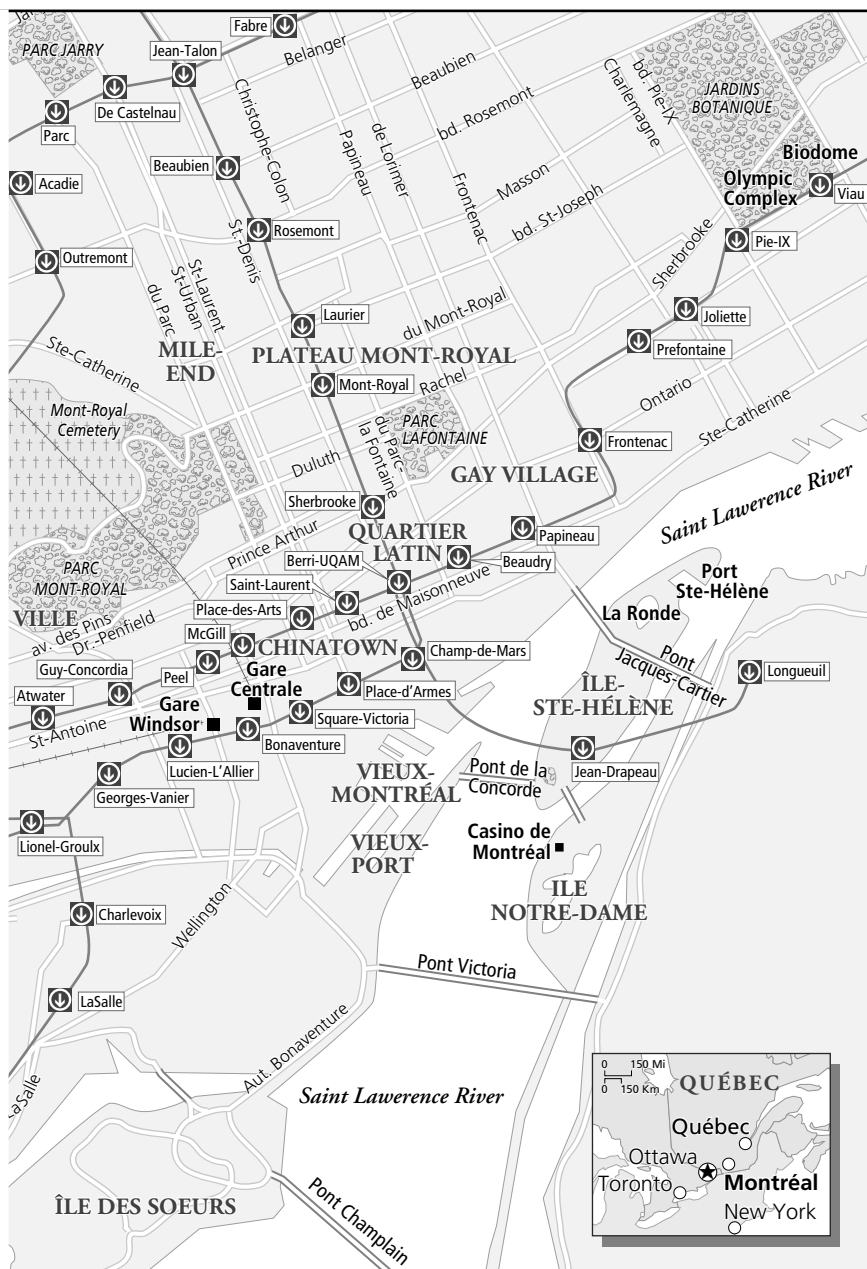 Fabre
PARC JARRY
Jean-Talon
Belanger
Beaubien
bd. Rosemont
bd. Pie-IX
Charlemagne
JARDINS
BOTANIQUE
De Castelnau
Parc
Christophe-Colon
Papineau
de Lorimer
Frontenac
Masson
bd. St-Joseph
Biodome
Olympic
Complex
Viau
Beaubien
Acadie
Rosemont
St.-Denis
Sherbrooke
Pie-IX
Outremont
St-Laurent
St-Urban
du Parc
Laurier
du Mont-Royal
Joliette
Prefontaine
Ste-Catherine
MILE-
END
PLATEAU MONT-ROYAL
Mont-Royal
Rachel
Ontario
Ste-Catherine
Mont-Royal
Cemetery
PARC
LAFONTAINE
du Parc-
la Fontaine
Duluth
Frontenac
GAY VILLAGE
Sherbrooke
Prince Arthur
QUARTIER
LATIN
Papineau
Saint Lawerence River
Berri-UQAM
Beaudry
PARC
MONT-ROYAL
Saint-Laurent
bd. de Maisonneuve
Port
Ste-Hélène
La Ronde
VILLE
av. des Pins
Dr.-Penfield
Place-des-Arts
McGill
CHINATOWN
Champ-de-Mars
Pont
Jacques-Cartier
Longueuil
Guy-Concordia
Peel
Gare
Centrale
Place-d'Armes
ÎLE-
STE-HÉLÈNE
Atwater
Gare
Windsor
Square-Victoria
St-Antoine
Bonaventure
Lucien-L'Allier
Jean-Drapeau
Georges-Vanier
VIEUX-
MONTRÉAL
Pont de la
Concorde
Lionel-Groulx
VIEUX-
PORT
Casino de
Montréal
ILE
NOTRE-DAME
Charlevoix
Wellington
Pont Victoria
LaSalle
Aut. Bonaventure
LaSalle
Saint Lawerence River
ÎLE DES SOEURS
Pont Champlain
0 150 Mi
0 150 Km
QUÉBEC
Québec
Ottawa
Montréal
Toronto
New York